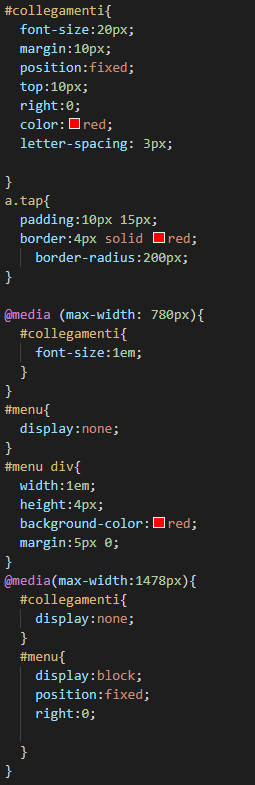 #collegamenti{
  font-size:20px;
  margin:10px;
  position:fixed;
  top:10px;
  right:0;
  color:red;
  letter-spacing: 3px;

}
a.tap{
  padding:10px 15px;
  border:4px solid red;
    border-radius:200px;
}

@media (max-width: 780px){
  #collegamenti{
    font-size:1em;
  }
}
#menu{
  display:none;
}
#menu div{
  width:1em;
  height:4px;
  background-color:red;
  margin:5px 0;
}
@media(max-width:1478px){
  #collegamenti{
    display:none;
  }
  #menu{
    display:block;
    position:fixed;
    right:0;

  }
}